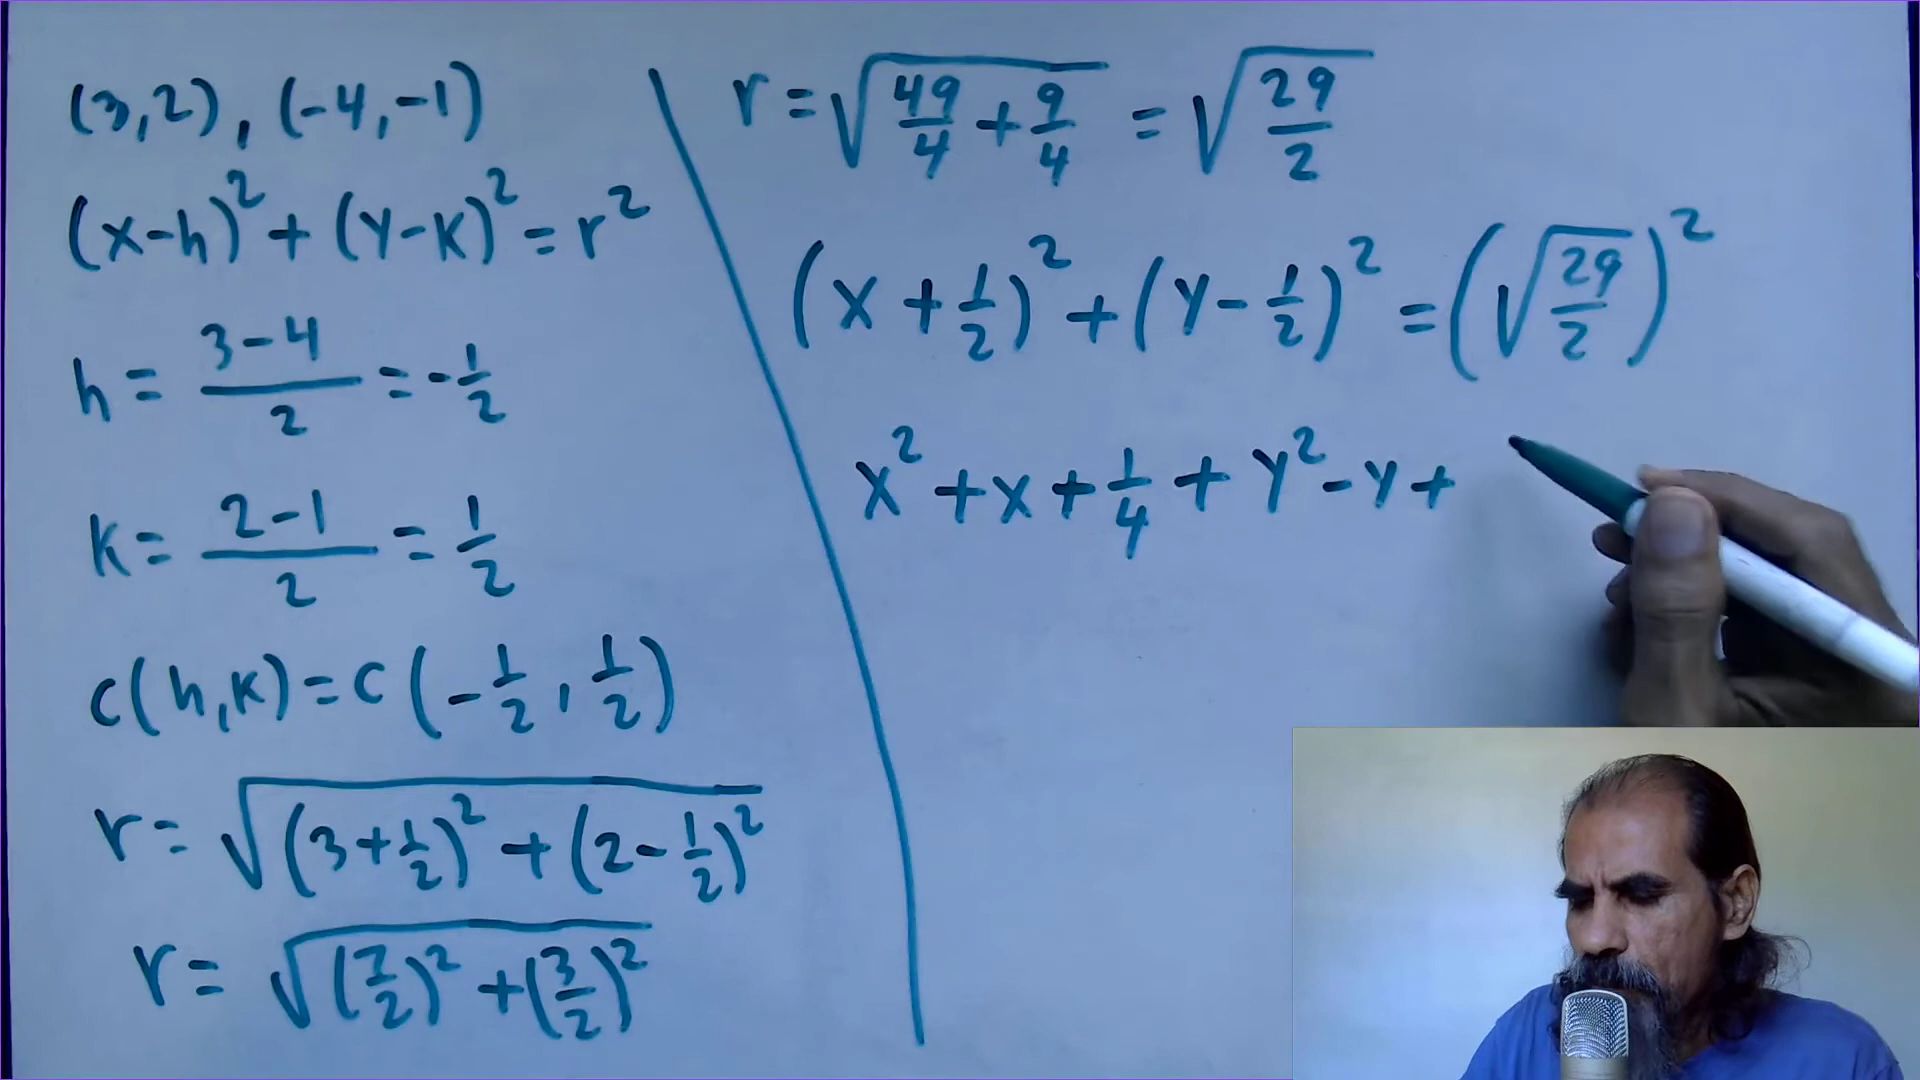 (3,2), (-4,-1)
(x-h)² + (y-k)² = r²
h = (3-4)/2 = -1/2
k = (2-1)/2 = 1/2
c(h,k) = c(-1/2, 1/2)
r = √((3+1/2)² + (2-1/2)²)
r = √((7/2)² + (3/2)²)
r = √(49/4 + 9/4) = √(29/2)
(x + 1/2)² + (y - 1/2)² = (√(29/2))²
x² + x + 1/4 + y² - y +